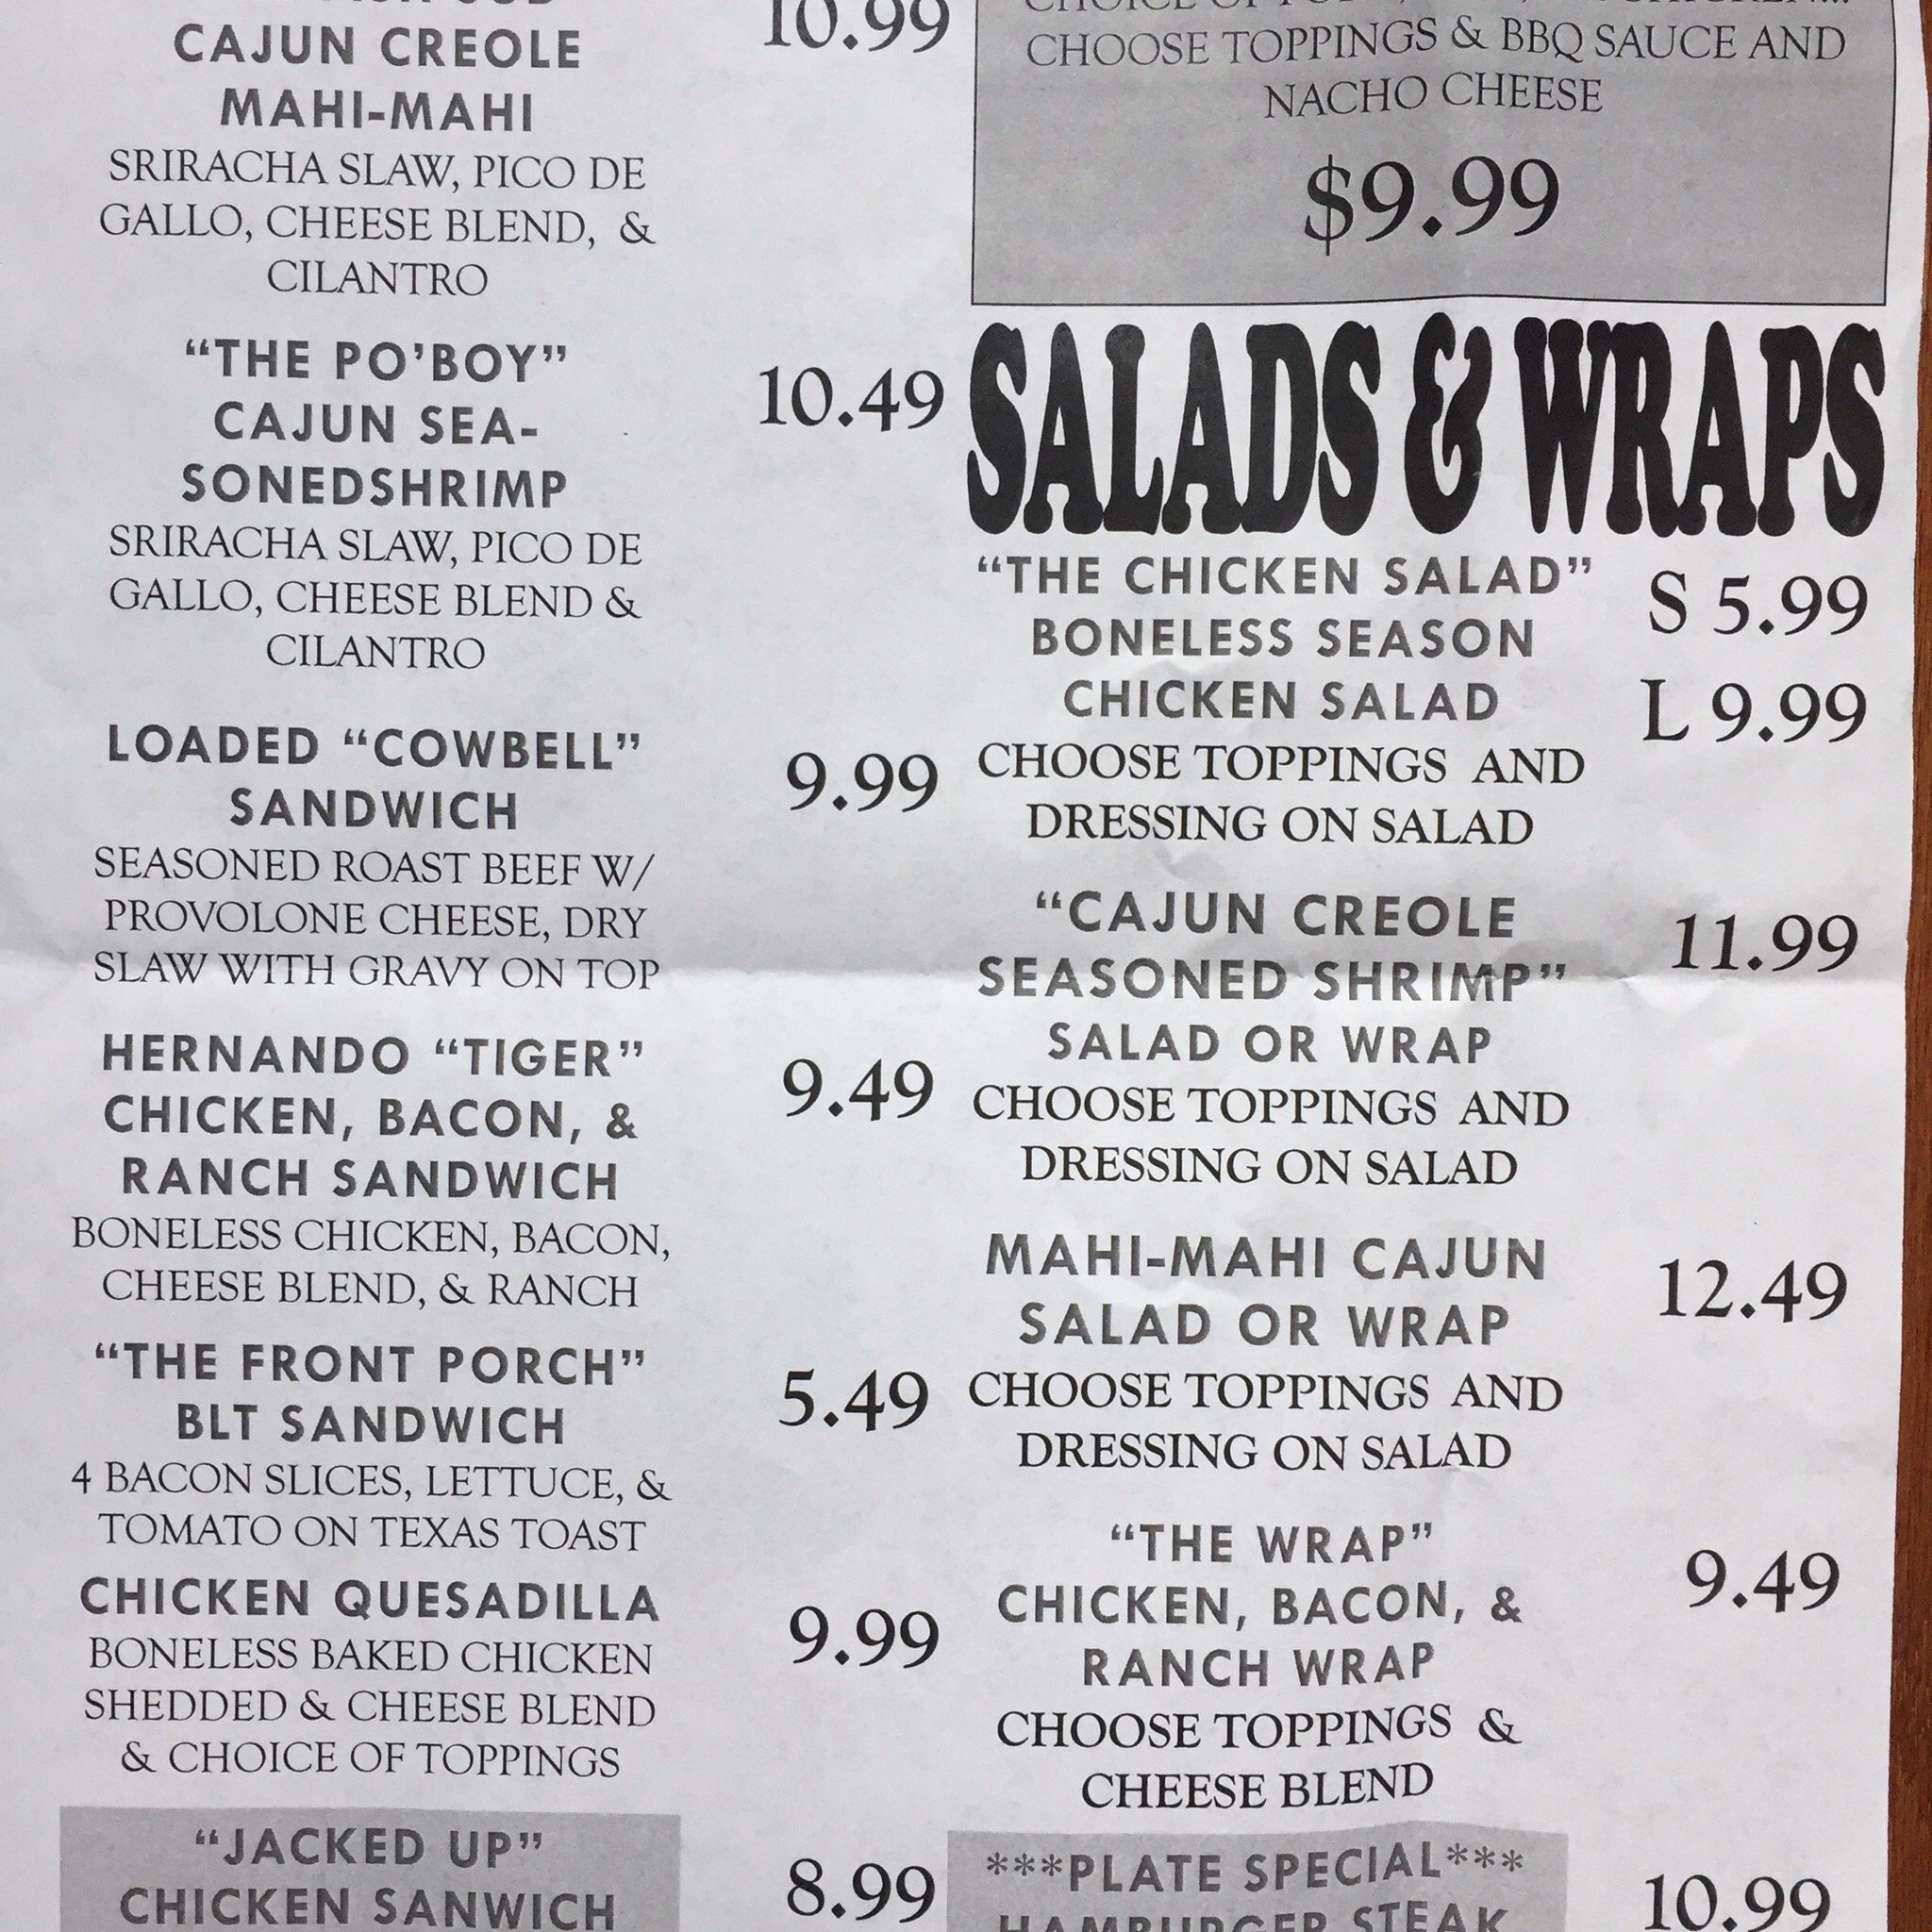 CAJUN CREOLE
MAHI-MAHI
10.99
SRIRACHA SLAW, PICO DE
GALLO, CHEESE BLEND, &
CILANTRO
"THE PO'BOY"
CAJUN SEA-
SONEDSHRIMP
10.49
SRIRACHA SLAW, PICO DE
GALLO, CHEESE BLEND &
CILANTRO
LOADED "COWBELL"
SANDWICH
9.99
SEASONED ROAST BEEF W/
PROVOLONE CHEESE, DRY
SLAW WITH GRAVY ON TOP
HERNANDO "TIGER"
CHICKEN, BACON, &
RANCH SANDWICH
9.49
BONELESS CHICKEN, BACON,
CHEESE BLEND, & RANCH
"THE FRONT PORCH"
BLT SANDWICH
5.49
4 BACON SLICES, LETTUCE, &
TOMATO ON TEXAS TOAST
CHICKEN QUESADILLA
9.99
BONELESS BAKED CHICKEN
SHEDDED & CHEESE BLEND
& CHOICE OF TOPPINGS
"JACKED UP"
CHICKEN SANWICH
8.99
CHOOSE TOPPINGS & BBQ SAUCE AND
NACHO CHEESE
$9.99
SALADS & WRAPS
"THE CHICKEN SALAD"
BONELESS SEASON
CHICKEN SALAD
S 5.99
L 9.99
CHOOSE TOPPINGS AND
DRESSING ON SALAD
"CAJUN CREOLE
SEASONED SHRIMP"
SALAD OR WRAP
11.99
CHOOSE TOPPINGS AND
DRESSING ON SALAD
MAHI-MAHI CAJUN
SALAD OR WRAP
12.49
CHOOSE TOPPINGS AND
DRESSING ON SALAD
"THE WRAP"
CHICKEN, BACON, &
RANCH WRAP
9.49
CHOOSE TOPPINGS &
CHEESE BLEND
***PLATE SPECIAL***
HAMBURGER STEAK
10.99